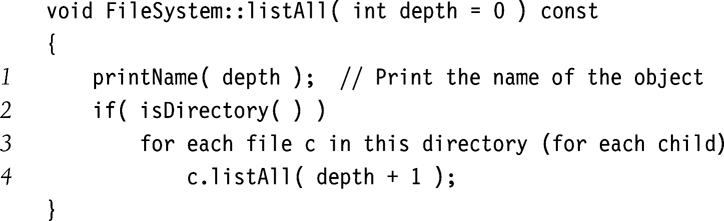 void FileSystem::listAll( int depth = 0 ) const
{
1 printName( depth ); // Print the name of the object
2 if( isDirectory( ) )
3 for each file c in this directory (for each child)
4 c.listAll( depth + 1 );
}